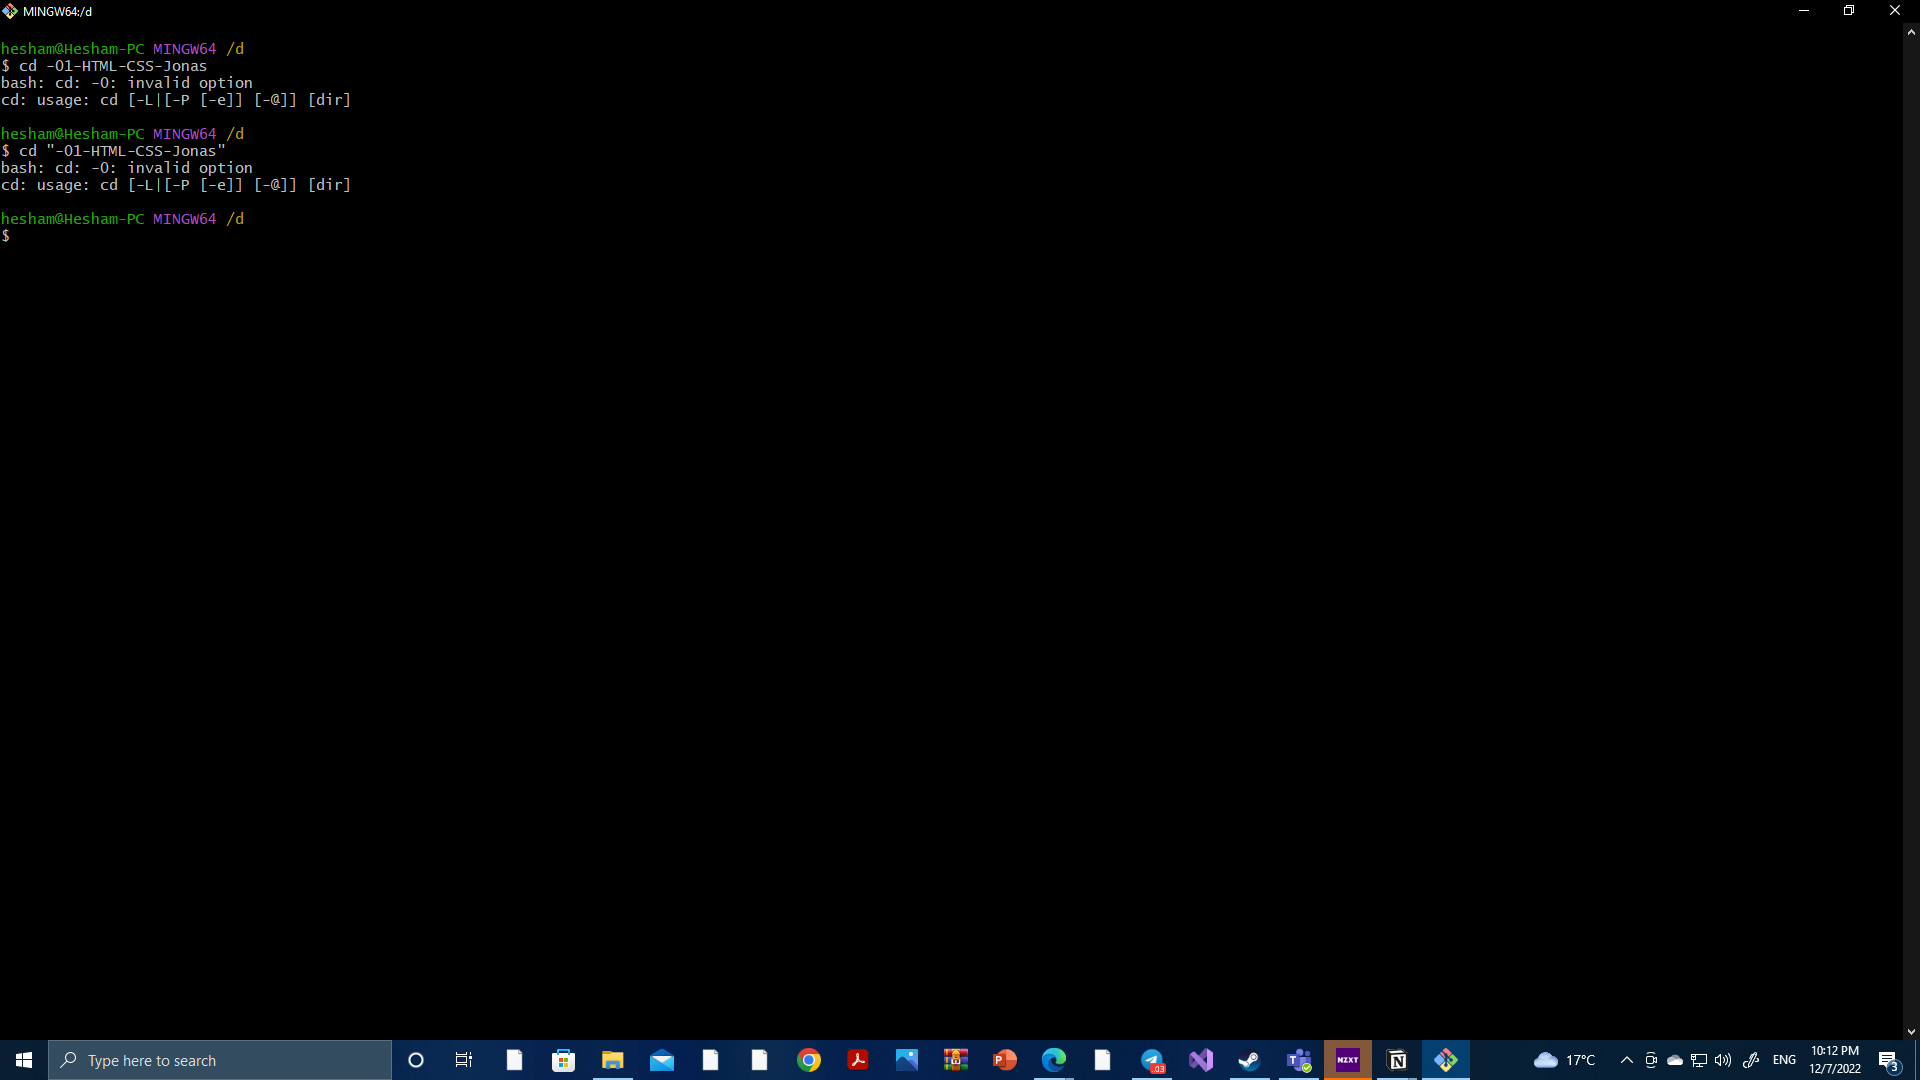 MINGW64:/d
hesham@Hesham-PC MINGW64 /d
$ cd -01-HTML-CSS-Jonas
bash: cd: -0: invalid option
cd: usage: cd [-L|[-P [-e]] [-@]] [dir]
hesham@Hesham-PC MINGW64 /d
$ cd "-01-HTML-CSS-Jonas"
bash: cd: -0: invalid option
cd: usage: cd [-L|[-P [-e]] [-@]] [dir]
hesham@Hesham-PC MINGW64 /d
$
Type here to search
P
.03
T
NZXT
N
17°C
ENG
10:12 PM
12/7/2022
3